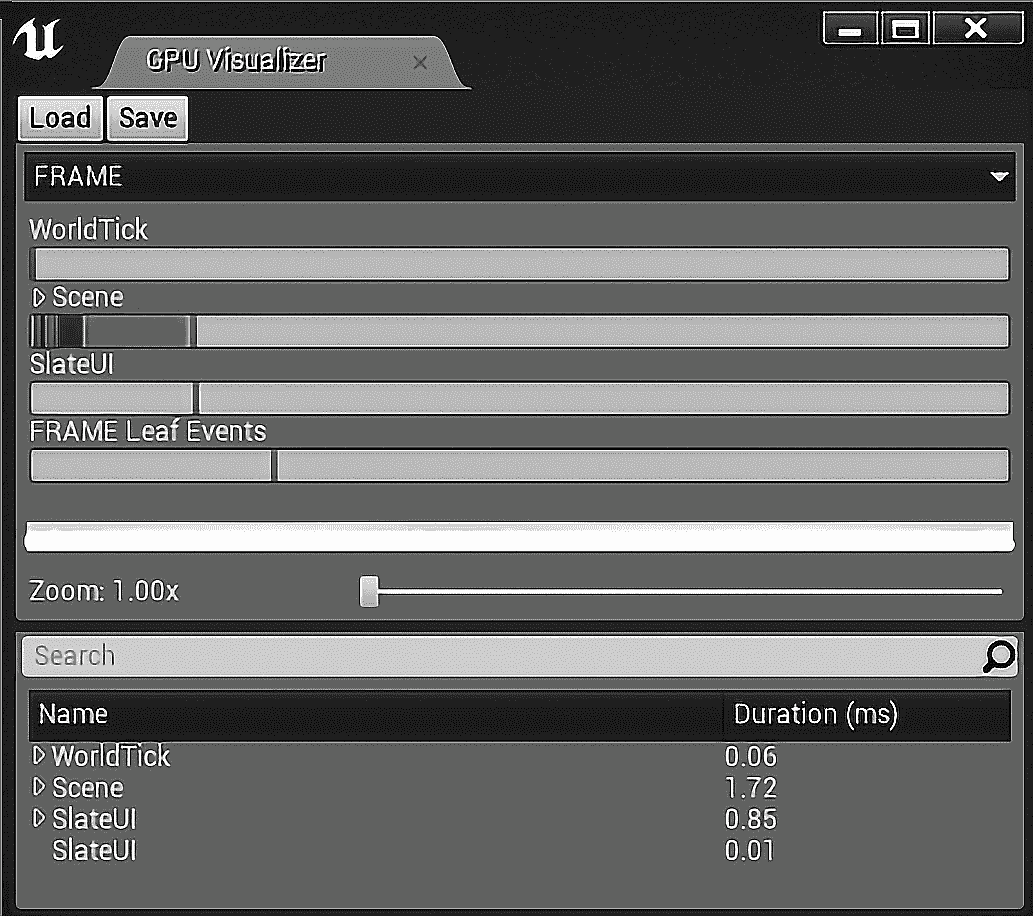 GPU Visualizer
Load Save
FRAME
WorldTick
Scene
SlateUI
FRAME Leaf Events
Zoom: 1.00x
Search
Name Duration (ms)
WorldTick 0.06
Scene 1.72
SlateUI 0.85
SlateUI 0.01